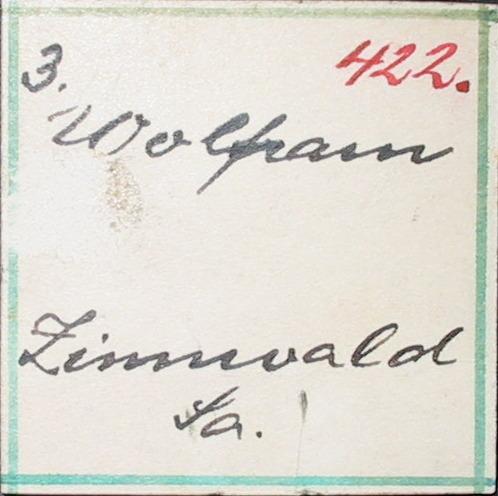 3. 422.
Wolfram
Zinnwald
Sa.